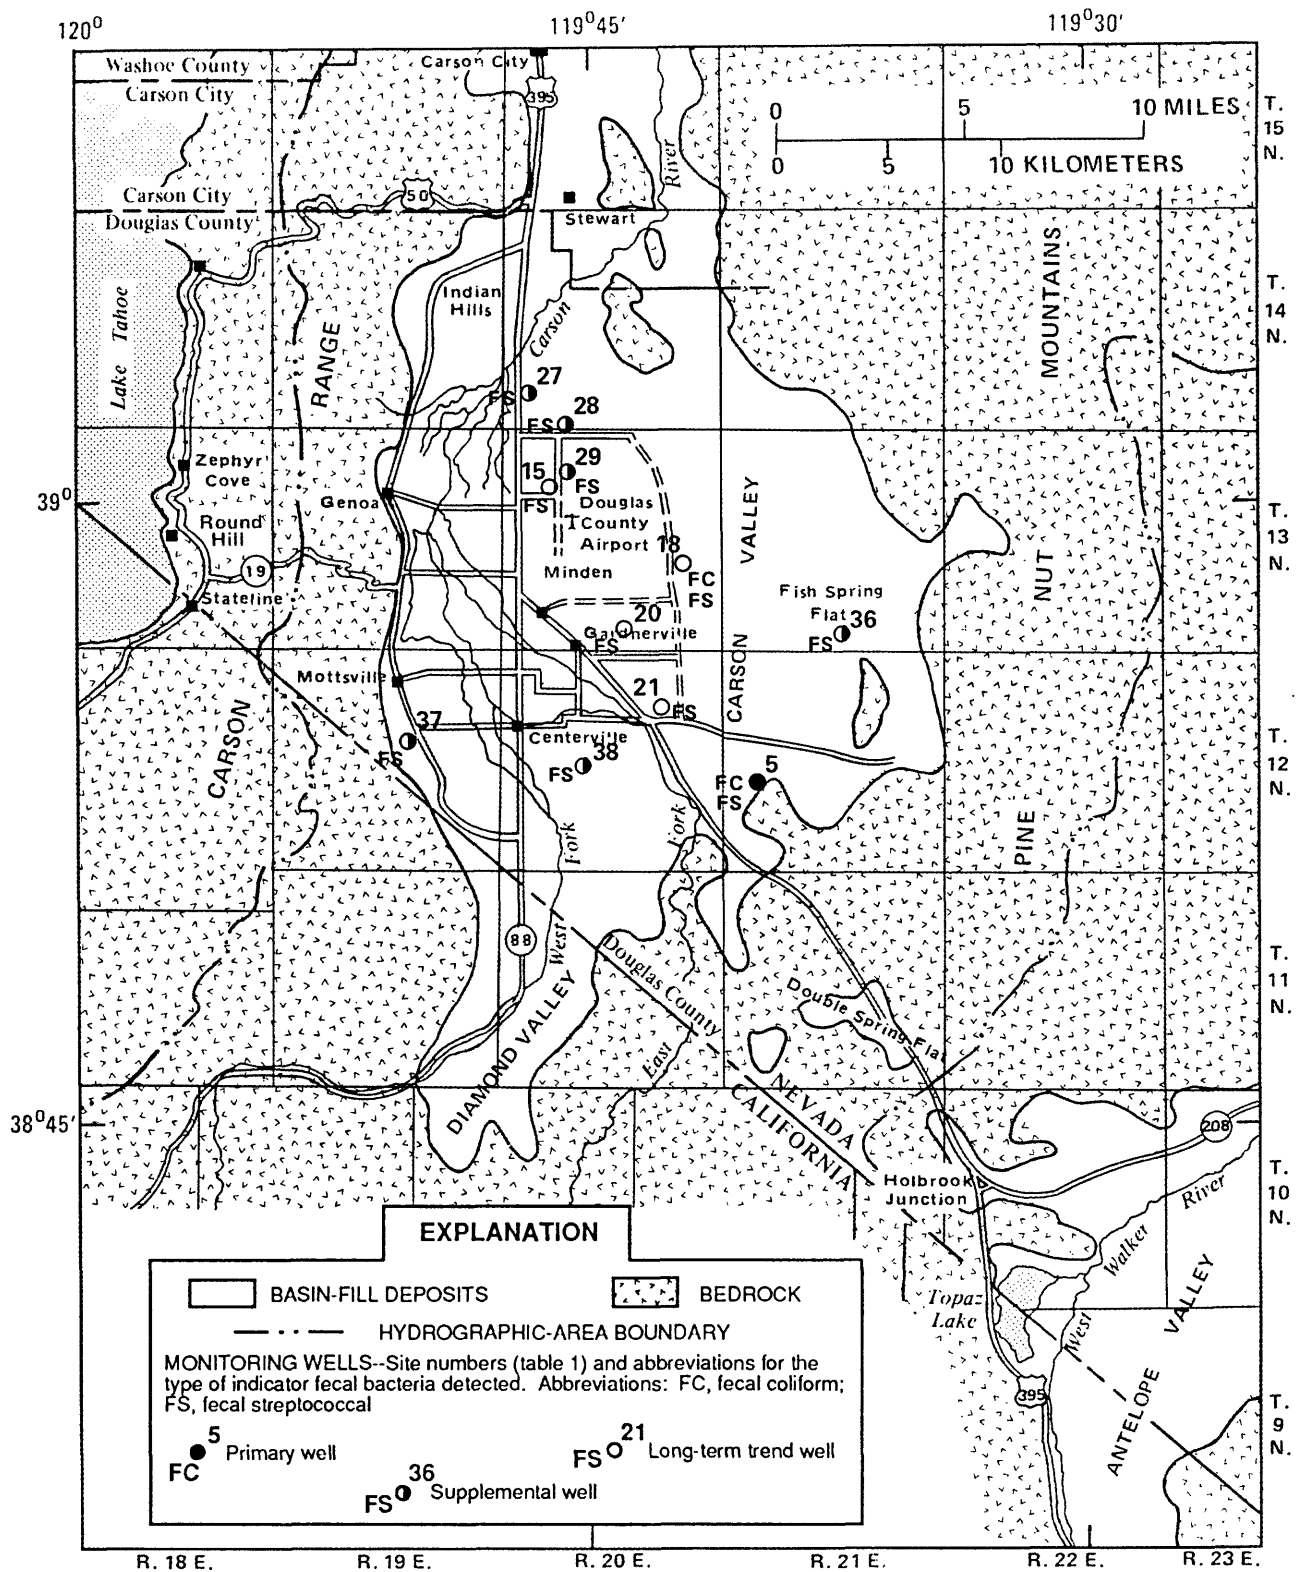 120°
119°45'
119°30'
Washoe County
Carson City
Carson City
395
0 5 10 MILES
0 5 10 KILOMETERS
T.
15
N.
River
Carson City
Douglas County
50
Stewart
Lake Tahoe
RANGE
Indian
Hills
Carson
MOUNTAINS
T.
14
N.
27
FS
28
FS
Zephyr
Cove
15
FS
29
FS
Genoa
39°
Round
Hill
Douglas
County
Airport
VALLEY
T.
13
N.
18
FC
FS
19
Minden
Stateline
NUT
Fish Spring
Flat
36
FS
20
Gardnerville
FS
Mottsville
CARSON
21
FS
CARSON
37
FS
Centerville
38
FS
5
FC
FS
T.
12
N.
PINE
Fork
Fork
88
West
Douglas County
T.
11
N.
Double Spring Flat
DIAMOND VALLEY
East
NEVADA
CALIFORNIA
38°45'
208
Holbrook
Junction
T.
10
N.
River
Walker
West
Topaz
Lake
VALLEY
ANTELOPE
395
T.
9
N.
EXPLANATION
BASIN-FILL DEPOSITS
BEDROCK
HYDROGRAPHIC-AREA BOUNDARY
MONITORING WELLS--Site numbers (table 1) and abbreviations for the
type of indicator fecal bacteria detected. Abbreviations: FC, fecal coliform;
FS, fecal streptococcal
5
FC
Primary well
21
FS
Long-term trend well
36
FS
Supplemental well
R. 18 E.
R. 19 E.
R. 20 E.
R. 21 E.
R. 22 E.
R. 23 E.